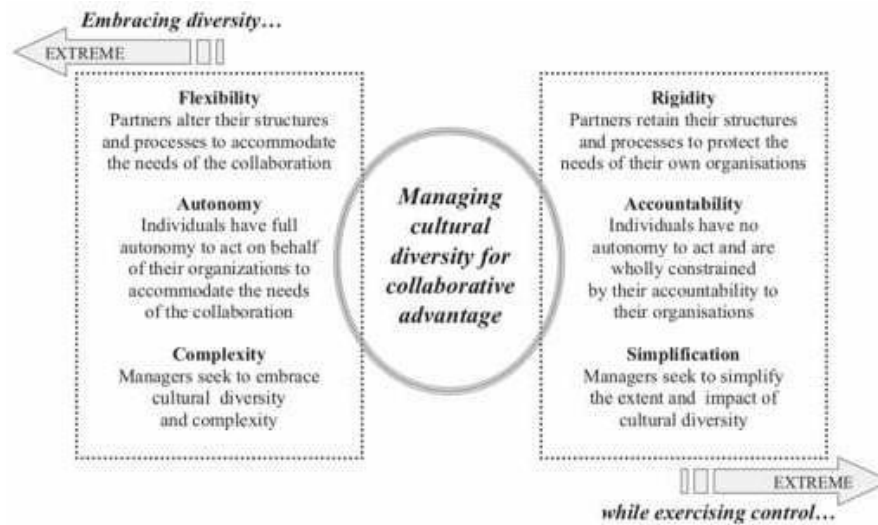 Embracing diversity...
EXTREME
Flexibility
Partners alter their structures
and processes to accommodate
the needs of the collaboration
Autonomy
Individuals have full
autonomy to act on behalf
of their organizations to
accommodate the needs
of the collaboration
Complexity
Managers seek to embrace
cultural diversity
and complexity
Managing
cultural
diversity for
collaborative
advantage
Rigidity
Partners retain their structures
and processes to protect the
needs of their own organisations
Accountability
Individuals have no
autonomy to act and are
wholly constrained
by their accountability to
their organisations
Simplification
Managers seek to simplify
the extent and impact of
cultural diversity
EXTREME
while exercising control...